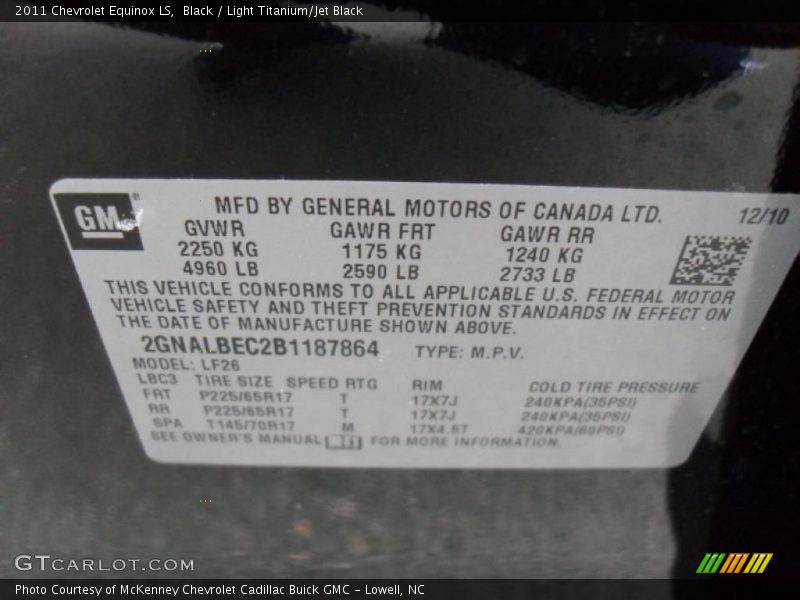 2011 Chevrolet Equinox LS, Black / Light Titanium/Jet Black
GM
MFD BY GENERAL MOTORS OF CANADA LTD. 12/10
GVWR GAWR FRT GAWR RR
2250 KG 1175 KG 1240 KG
4960 LB 2590 LB 2733 LB
THIS VEHICLE CONFORMS TO ALL APPLICABLE U.S. FEDERAL MOTOR
VEHICLE SAFETY AND THEFT PREVENTION STANDARDS IN EFFECT ON
THE DATE OF MANUFACTURE SHOWN ABOVE.
2GNALBEC2B1187864 TYPE: M.P.V.
MODEL: LF26
LBC3 TIRE SIZE SPEED RTG RIM COLD TIRE PRESSURE
FRT P225/65R17 T 17X7J 240KPA(35PSI)
RR P225/65R17 T 17X7J 240KPA(35PSI)
SPA T145/70R17 M 17X4.5T 420KPA(60PSI)
SEE OWNER'S MANUAL FOR MORE INFORMATION.
GTCARLOT.COM
Photo Courtesy of McKenney Chevrolet Cadillac Buick GMC - Lowell, NC